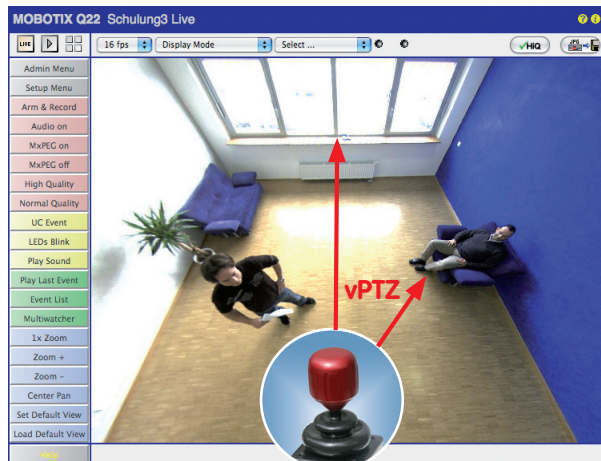 MOBOTIX Q22 Schulung3 Live
LIVE
16 fps
Display Mode
Select ...
HiQ
JPG
Admin Menu
Setup Menu
Arm & Record
Audio on
MxPEG on
MxPEG off
High Quality
Normal Quality
UC Event
LEDs Blink
Play Sound
Play Last Event
Event List
Multiwatcher
1x Zoom
Zoom +
Zoom –
Center Pan
Set Default View
Load Default View
Help
vPTZ